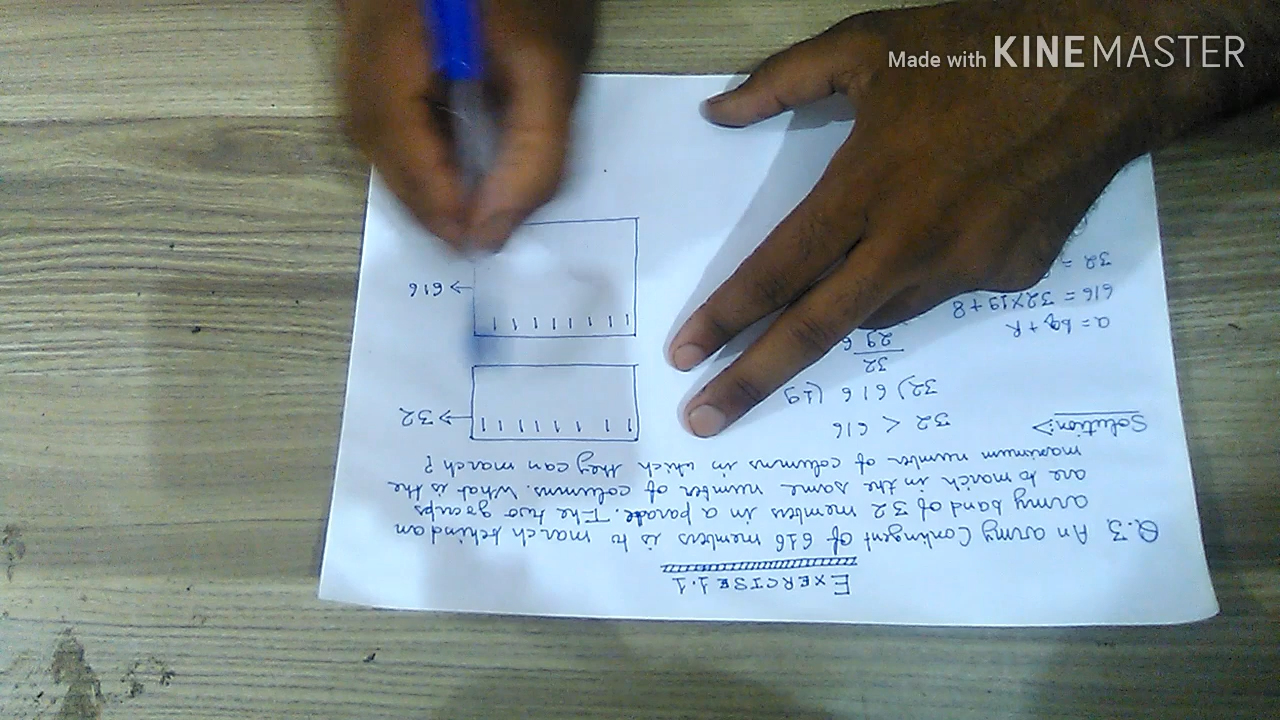 Made with KINEMASTER
EXERCISE 1.1
Q.3 An army Contingent of 616 members is to march behind an
army band of 32 members in a parade. The two groups
are to march in the same number of columns. What is the
maximum number of columns in which they can march?
Solution:>
32 < 616
32) 616 (19
32
296
a = bq + R
616 = 32×19+8
32 =
→ 32
→ 616